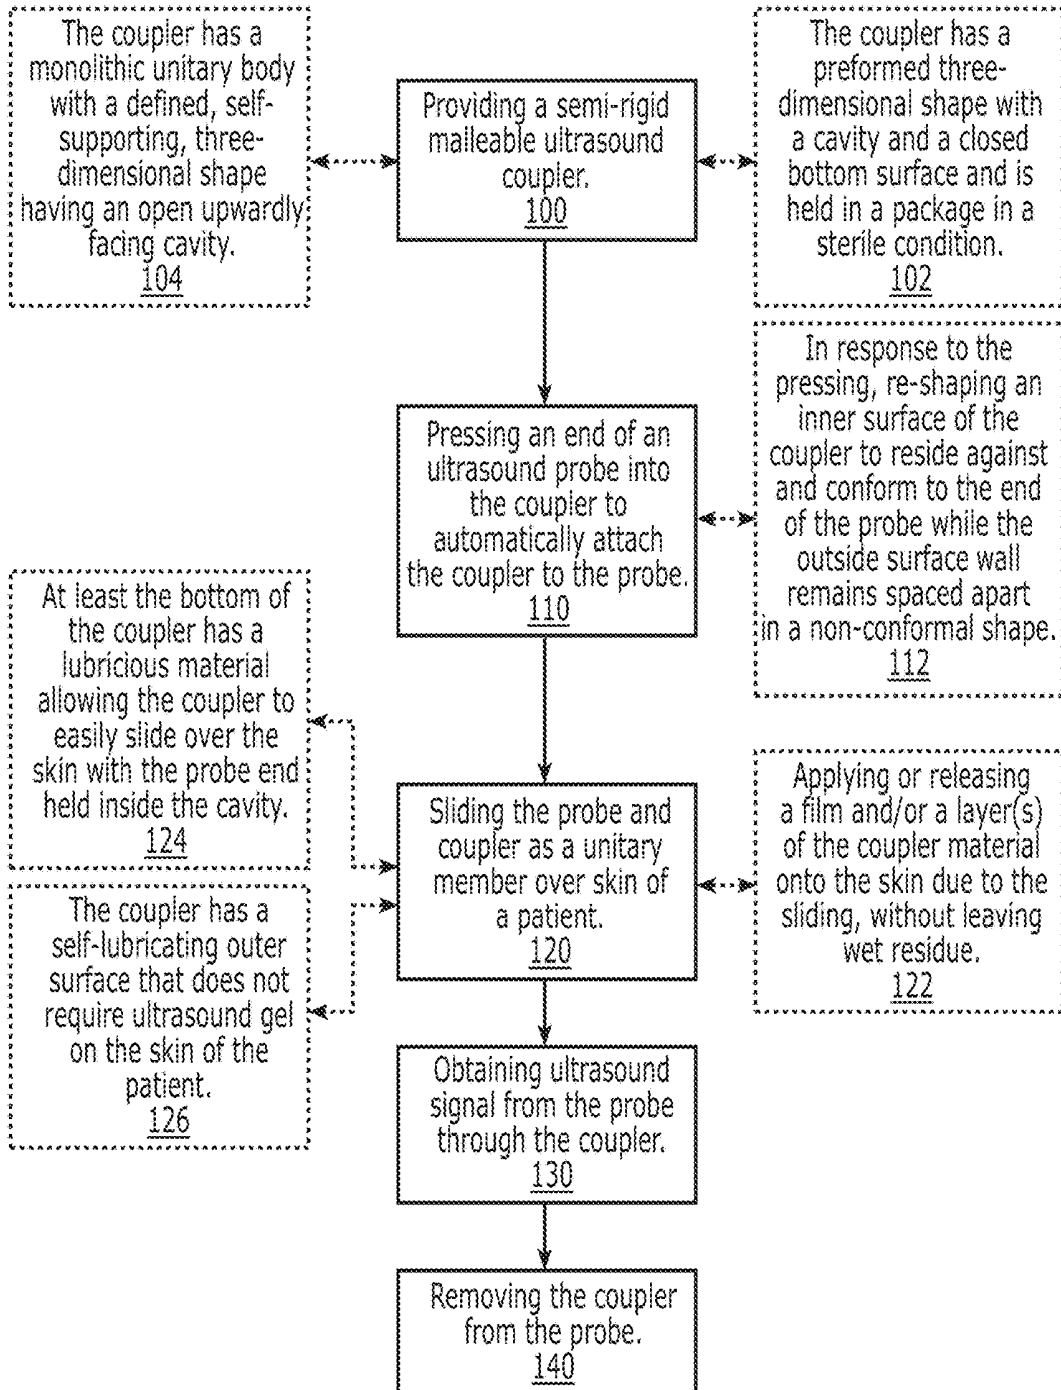 The coupler has a
monolithic unitary body
with a defined, self-
supporting, three-
dimensional shape
having an open upwardly
facing cavity.
104
Providing a semi-rigid
malleable ultrasound
coupler.
100
The coupler has a
preformed three-
dimensional shape with
a cavity and a closed
bottom surface and is
held in a package in a
sterile condition.
102
Pressing an end of an
ultrasound probe into
the coupler to
automatically attach
the coupler to the probe.
110
In response to the
pressing, re-shaping an
inner surface of the
coupler to reside against
and conform to the end
of the probe while the
outside surface wall
remains spaced apart
in a non-conformal shape.
112
At least the bottom of
the coupler has a
lubricious material
allowing the coupler to
easily slide over the
skin with the probe end
held inside the cavity.
124
Sliding the probe and
coupler as a unitary
member over skin of
a patient.
120
Applying or releasing
a film and/or a layer(s)
of the coupler material
onto the skin due to the
sliding, without leaving
wet residue.
122
The coupler has a
self-lubricating outer
surface that does not
require ultrasound gel
on the skin of the
patient.
126
Obtaining ultrasound
signal from the probe
through the coupler.
130
Removing the coupler
from the probe.
140